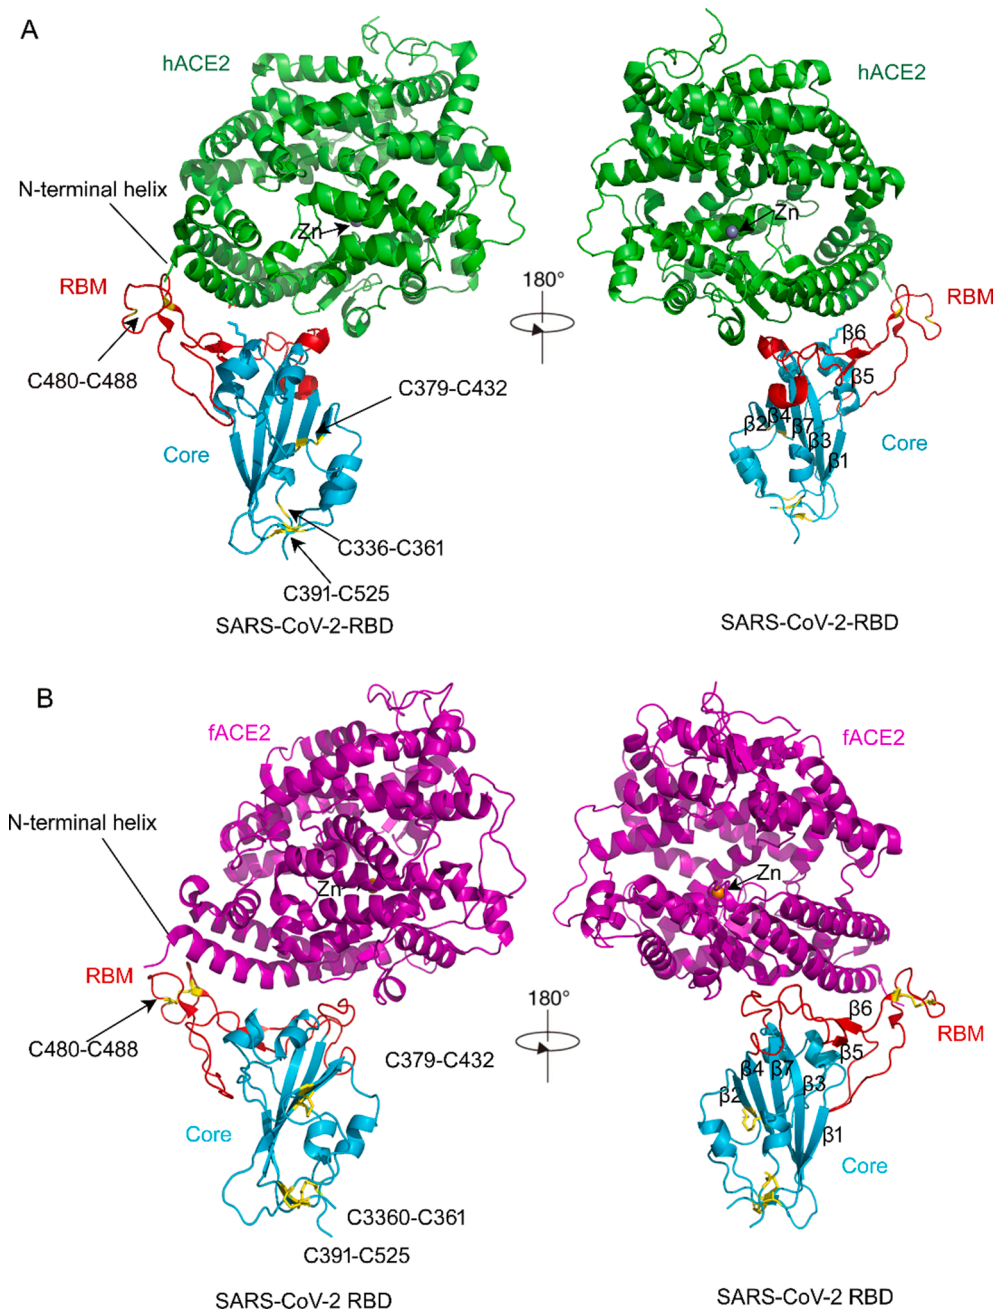 A
hACE2
N-terminal helix
Zn
RBM
C480-C488
C379-C432
Core
C336-C361
C391-C525
SARS-CoV-2-RBD
180°
hACE2
Zn
RBM
β6
β5
β4
β2
β7
β3
β1
Core
SARS-CoV-2-RBD
B
fACE2
N-terminal helix
Zn
RBM
C480-C488
C379-C432
Core
C3360-C361
C391-C525
SARS-CoV-2 RBD
180°
fACE2
Zn
β6
RBM
β5
β4
β7
β3
β2
β1
Core
SARS-CoV-2 RBD